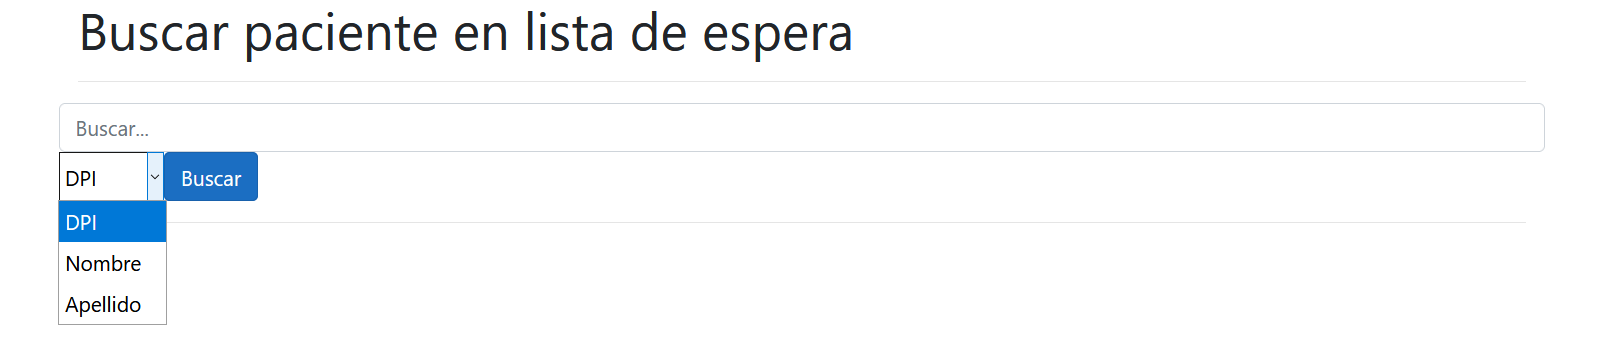 Buscar paciente en lista de espera
Buscar...
DPI Buscar
DPI
Nombre
Apellido